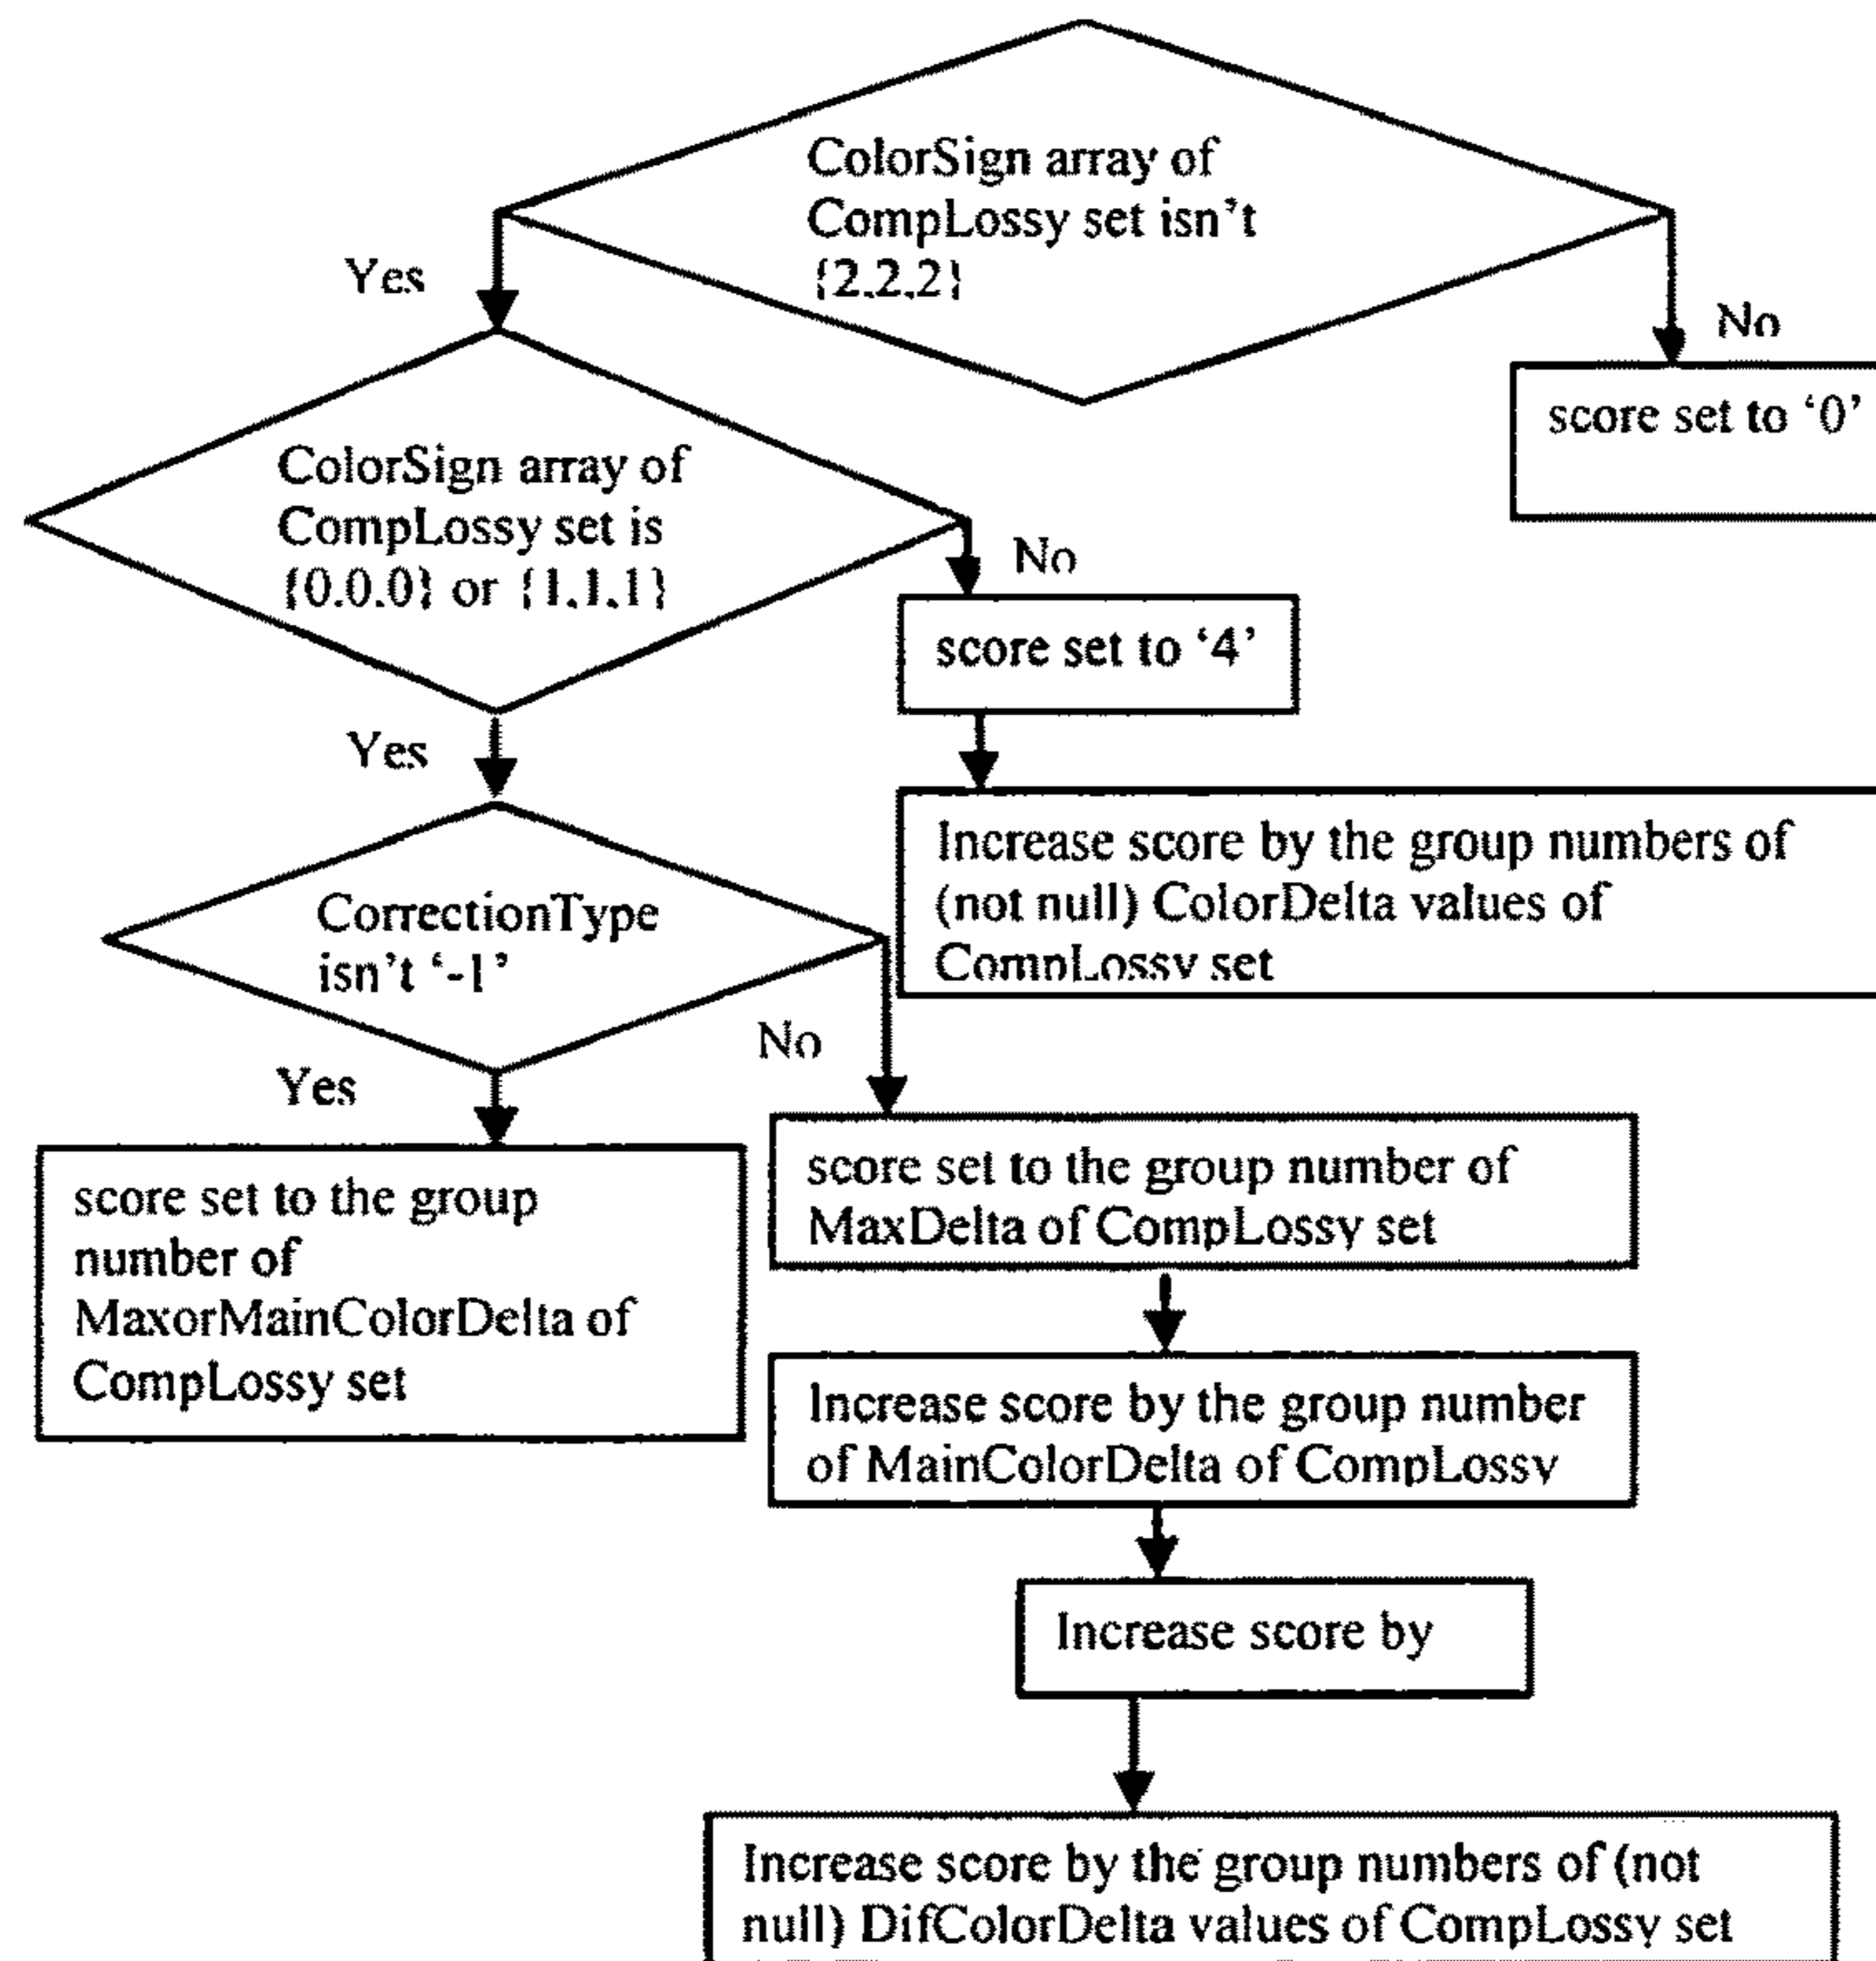 ColorSign array of
CompLossy set isn't
{2,2,2}
Yes
No
score set to ‘0’
ColorSign array of
CompLossy set is
{0,0,0} or {1,1,1}
No
score set to ‘4’
Yes
Increase score by the group numbers of
(not null) ColorDelta values of
CompLossy set
CorrectionType
isn't ‘-1’
No
Yes
score set to the group number of
MaxDelta of CompLossy set
score set to the group
number of
MaxorMainColorDelta of
CompLossy set
Increase score by the group number
of MainColorDelta of CompLossy
Increase score by
Increase score by the group numbers of (not
null) DifColorDelta values of CompLossy set